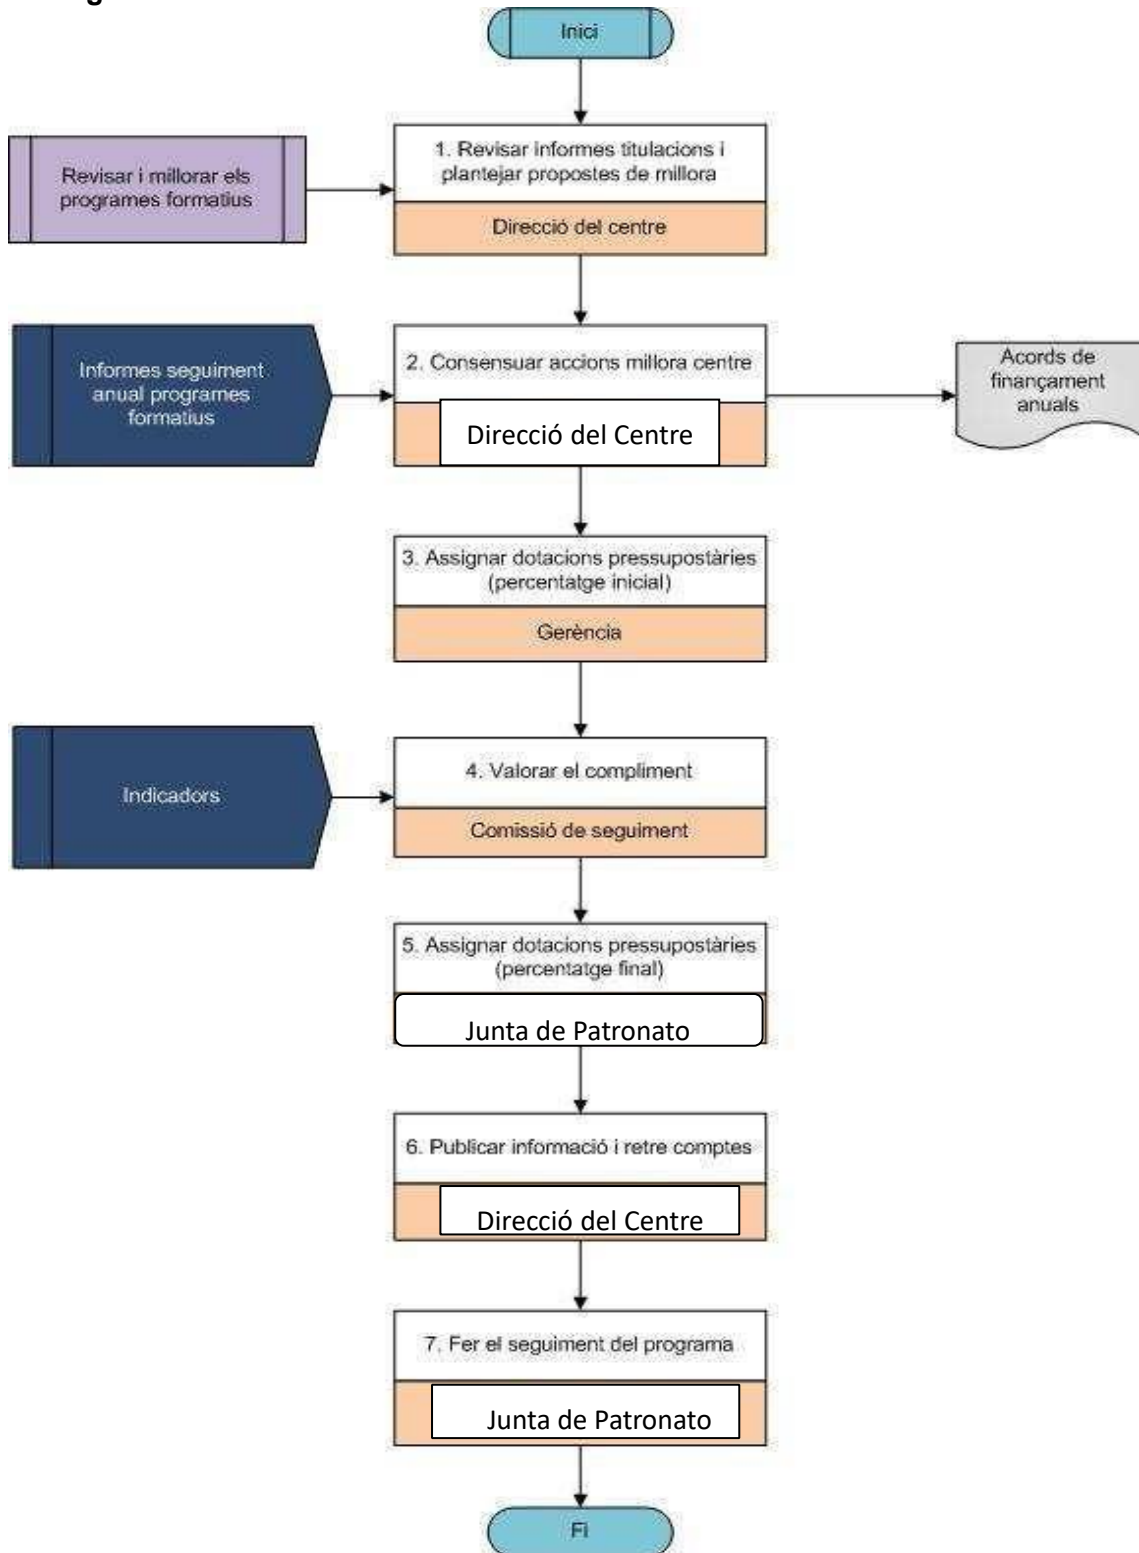 Inici
1. Revisar informes titulacions i
plantejar propostes de millora
Direcció del centre
Revisar i millorar els
programes formatius
2. Consensuar accions millora centre
Direcció del Centre
Informes seguiment
anual programes
formatius
Acords de
finançament
anuals
3. Assignar dotacions pressupostàries
(percentatge inicial)
Gerència
4. Valorar el compliment
Comissió de seguiment
Indicadors
5. Assignar dotacions pressupostàries
(percentatge final)
Junta de Patronato
6. Publicar informació i retre comptes
Direcció del Centre
7. Fer el seguiment del programa
Junta de Patronato
Fi